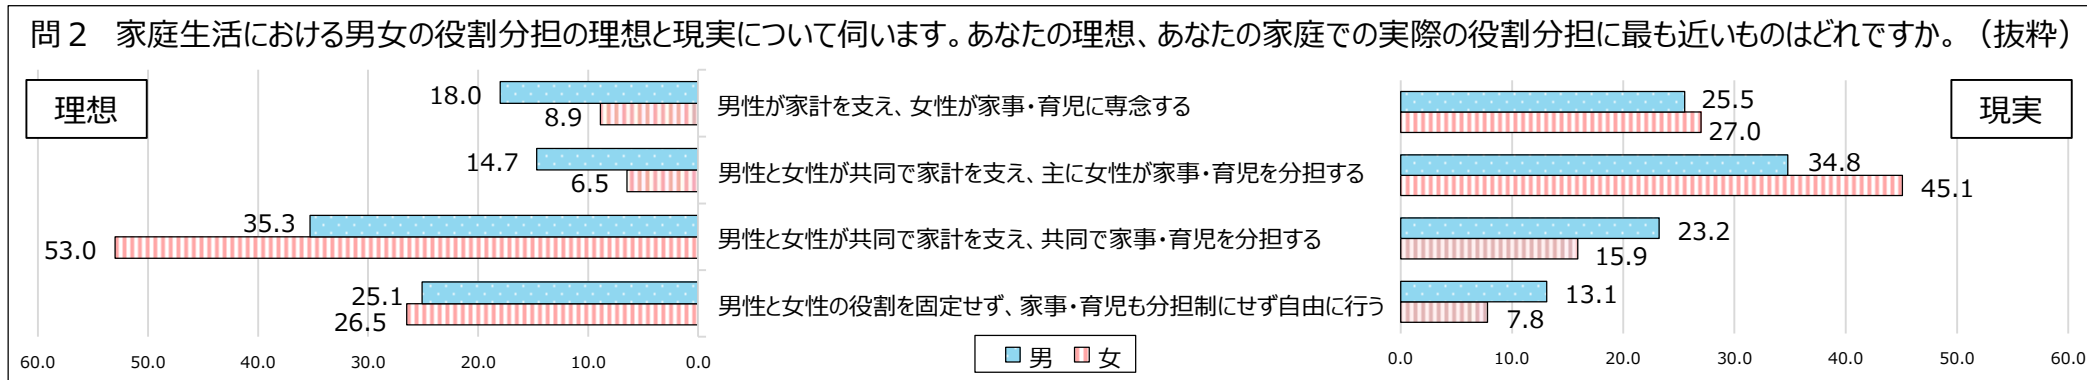 問2 家庭生活における男女の役割分担の理想と現実について伺います。あなたの理想、あなたの家庭での実際の役割分担に最も近いものはどれですか。（抜粋）
理想
現実
18.0
8.9
男性が家計を支え、女性が家事・育児に専念する
25.5
27.0
14.7
6.5
男性と女性が共同で家計を支え、主に女性が家事・育児を分担する
34.8
45.1
35.3
53.0
男性と女性が共同で家計を支え、共同で家事・育児を分担する
23.2
15.9
25.1
26.5
男性と女性の役割を固定せず、家事・育児も分担制にせず自由に行う
13.1
7.8
60.0 50.0 40.0 30.0 20.0 10.0 0.0
男 女
0.0 10.0 20.0 30.0 40.0 50.0 60.0